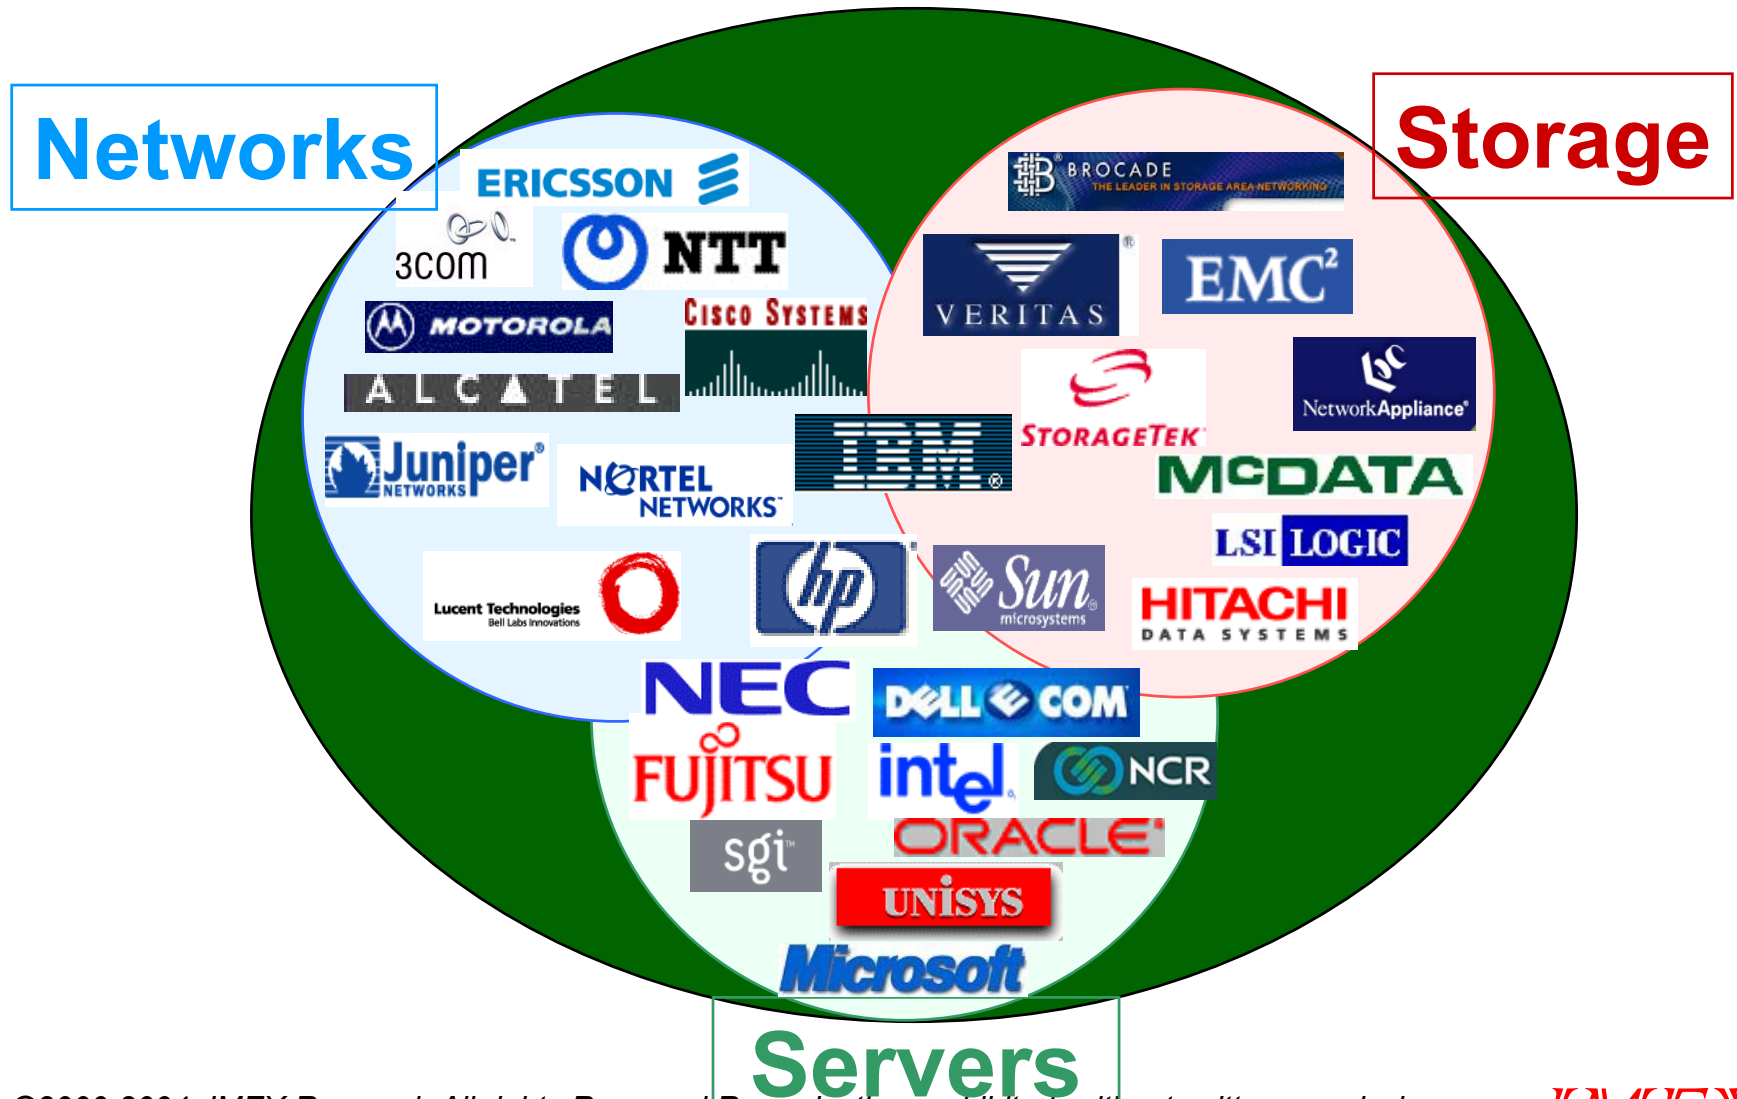 Networks
Storage
ERICSSON
BROCADE
THE LEADER IN STORAGE AREA NETWORKING
3COM
NTT
VERITAS
EMC²
MOTOROLA
CISCO SYSTEMS
ALCATEL
StorageTek
NetworkAppliance
IBM
Juniper
NETWORKS
NORTEL
NETWORKS
McDATA
LSI LOGIC
hp
Sun
microsystems
Lucent Technologies
Bell Labs Innovations
HITACHI
DATA SYSTEMS
NEC
DELL E COM
FUJITSU
intel
NCR
sgi
ORACLE
UNISYS
Microsoft
Servers